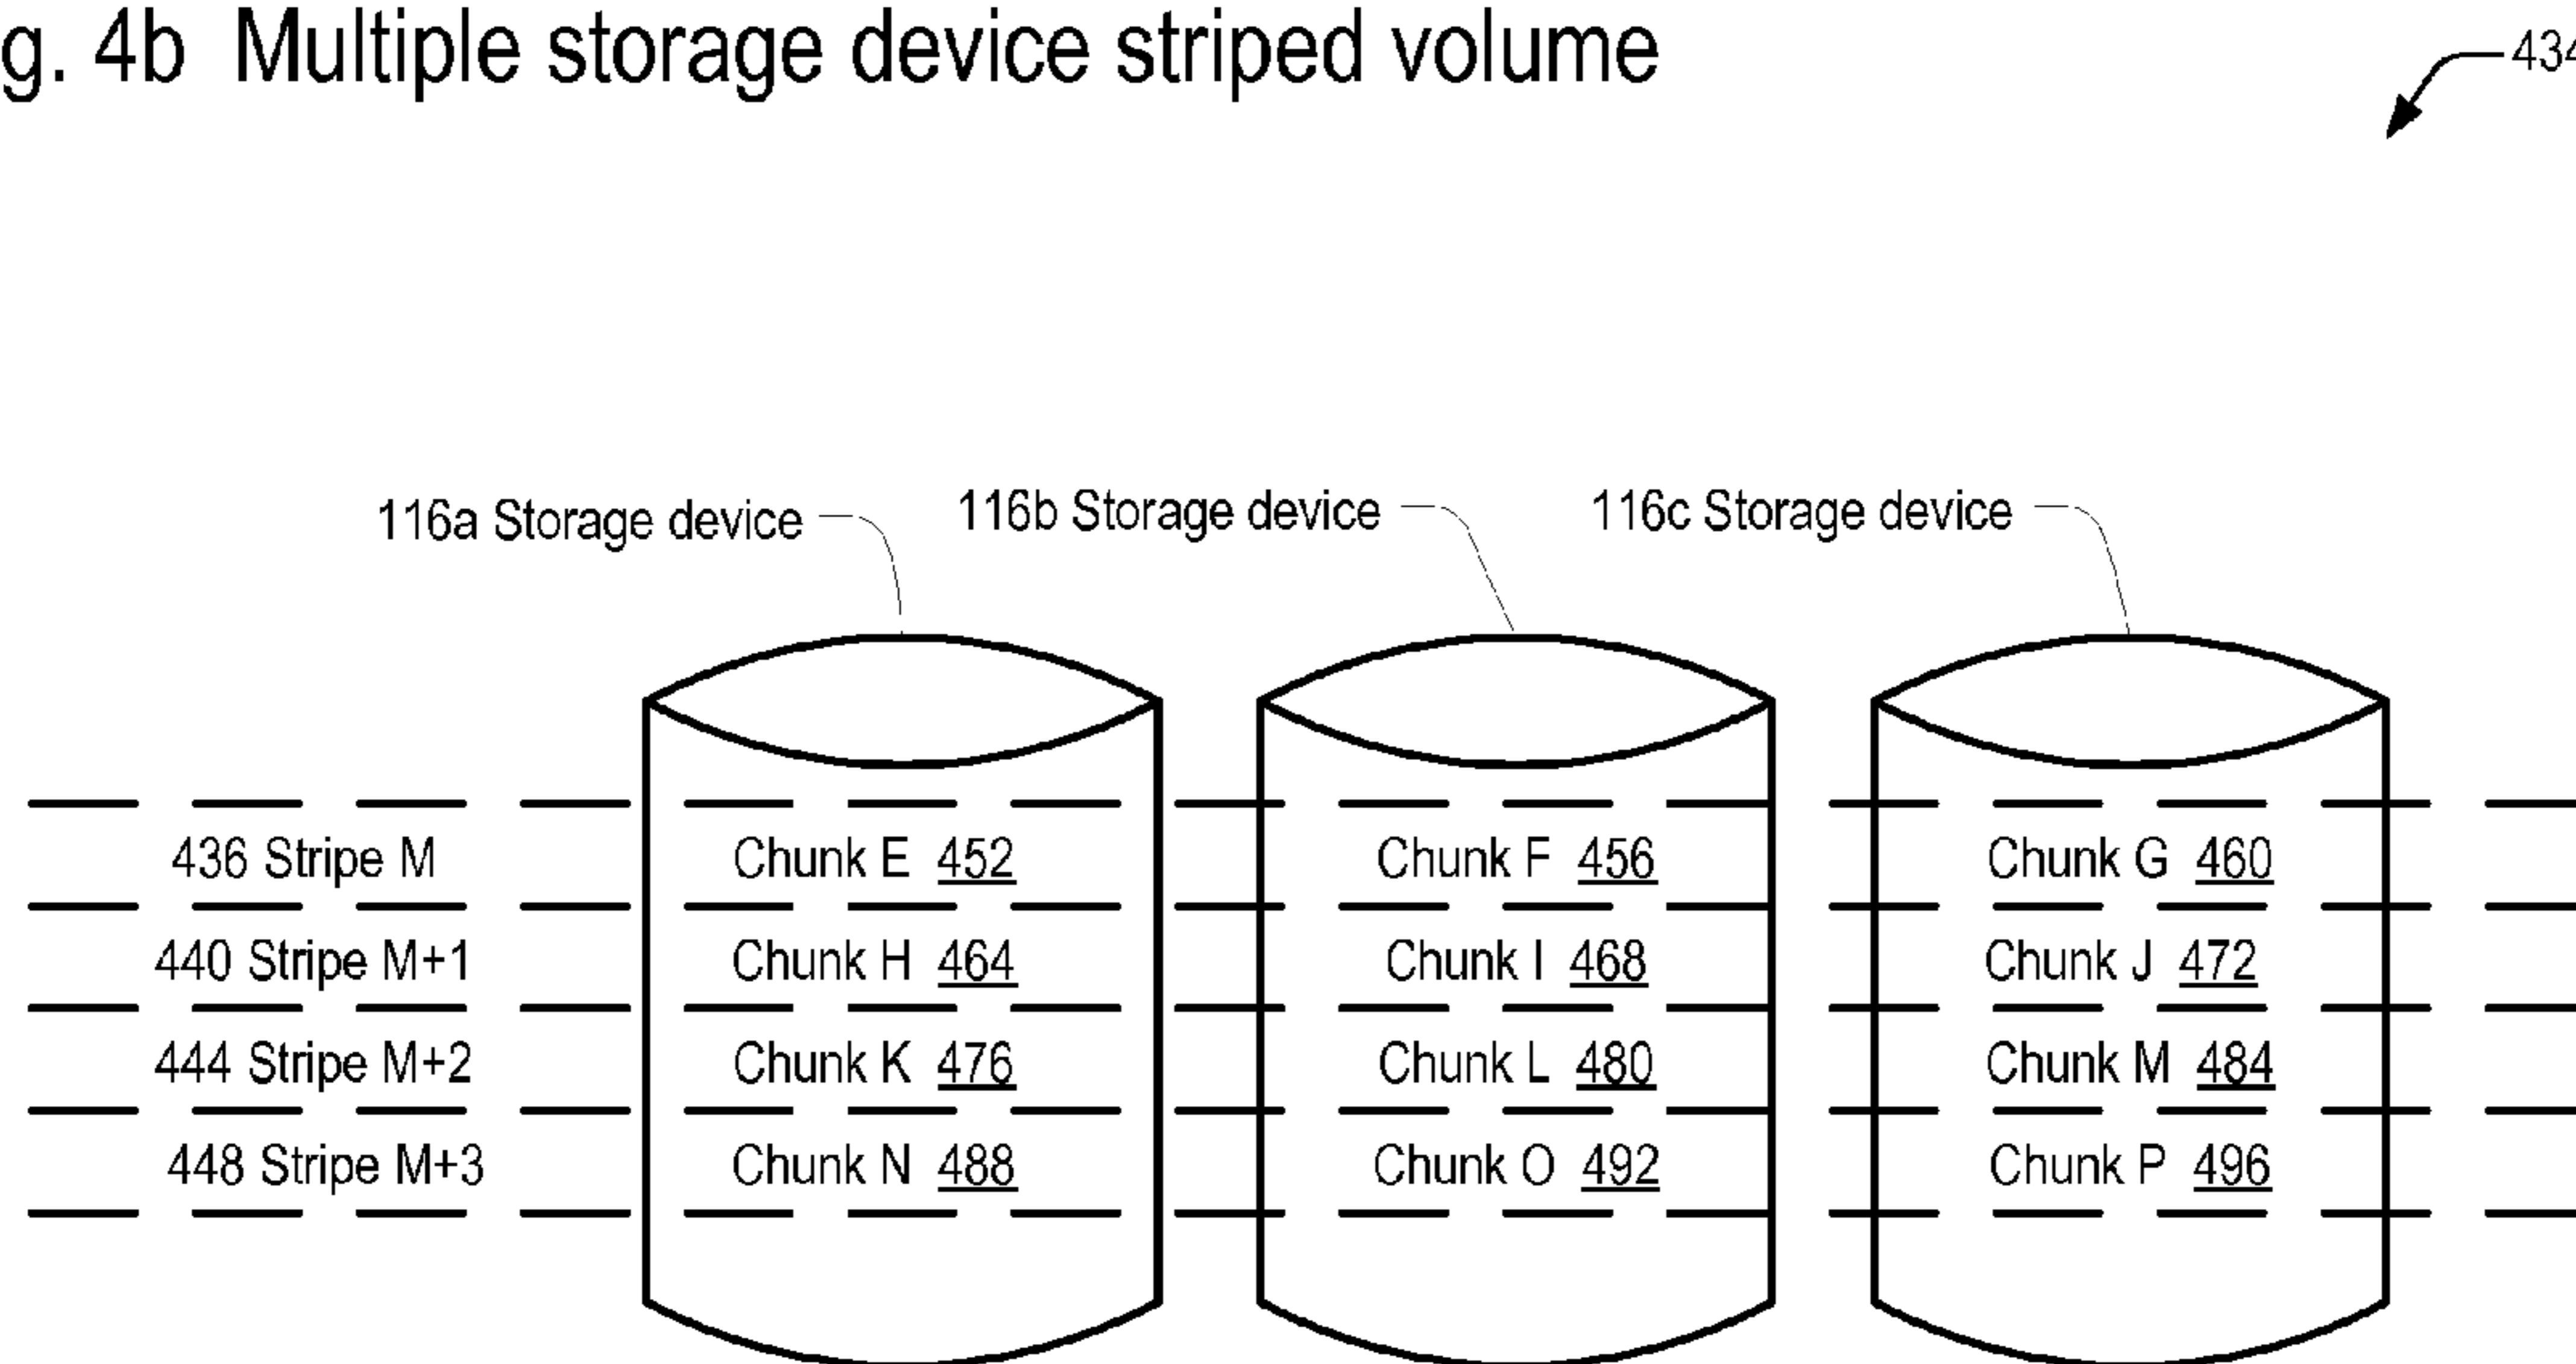 g. 4b Multiple storage device striped volume
434
116a Storage device 116b Storage device 116c Storage device
436 Stripe M Chunk E 452 Chunk F 456 Chunk G 460
440 Stripe M+1 Chunk H 464 Chunk I 468 Chunk J 472
444 Stripe M+2 Chunk K 476 Chunk L 480 Chunk M 484
448 Stripe M+3 Chunk N 488 Chunk O 492 Chunk P 496